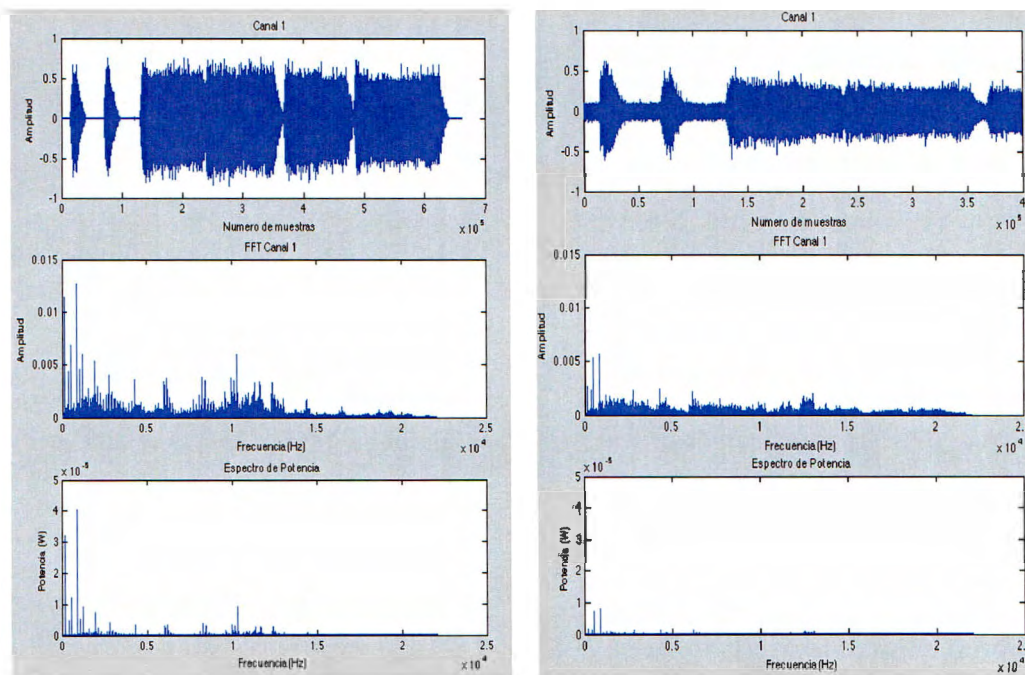 Canal 1
1
0.5
0
-0.5
-1
Amplitud
0 1 2 3 4 5 6 7
Numero de muestras
x 10^5
FFT Canal 1
0.015
0.01
0.005
0
Amplitud
0 0.5 1 1.5 2 2.5
Frecuencia (Hz)
x 10^4
Espectro de Potencia
x 10^-5
5
4
3
2
1
0
Potencia (W)
0 0.5 1 1.5 2 2.5
Frecuencia (Hz)
x 10^4
Canal 1
1
0.5
0
-0.5
-1
Amplitud
0 0.5 1 1.5 2 2.5 3 3.5 4
Numero de muestras
x 10^5
FFT Canal 1
0.015
0.01
0.005
0
Amplitud
0 0.5 1 1.5 2 2.5
Frecuencia (Hz)
x 10^4
Espectro de Potencia
x 10^-5
5
4
3
2
1
0
Potencia (W)
0 0.5 1 1.5 2 2.5
Frecuencia (Hz)
x 10^4